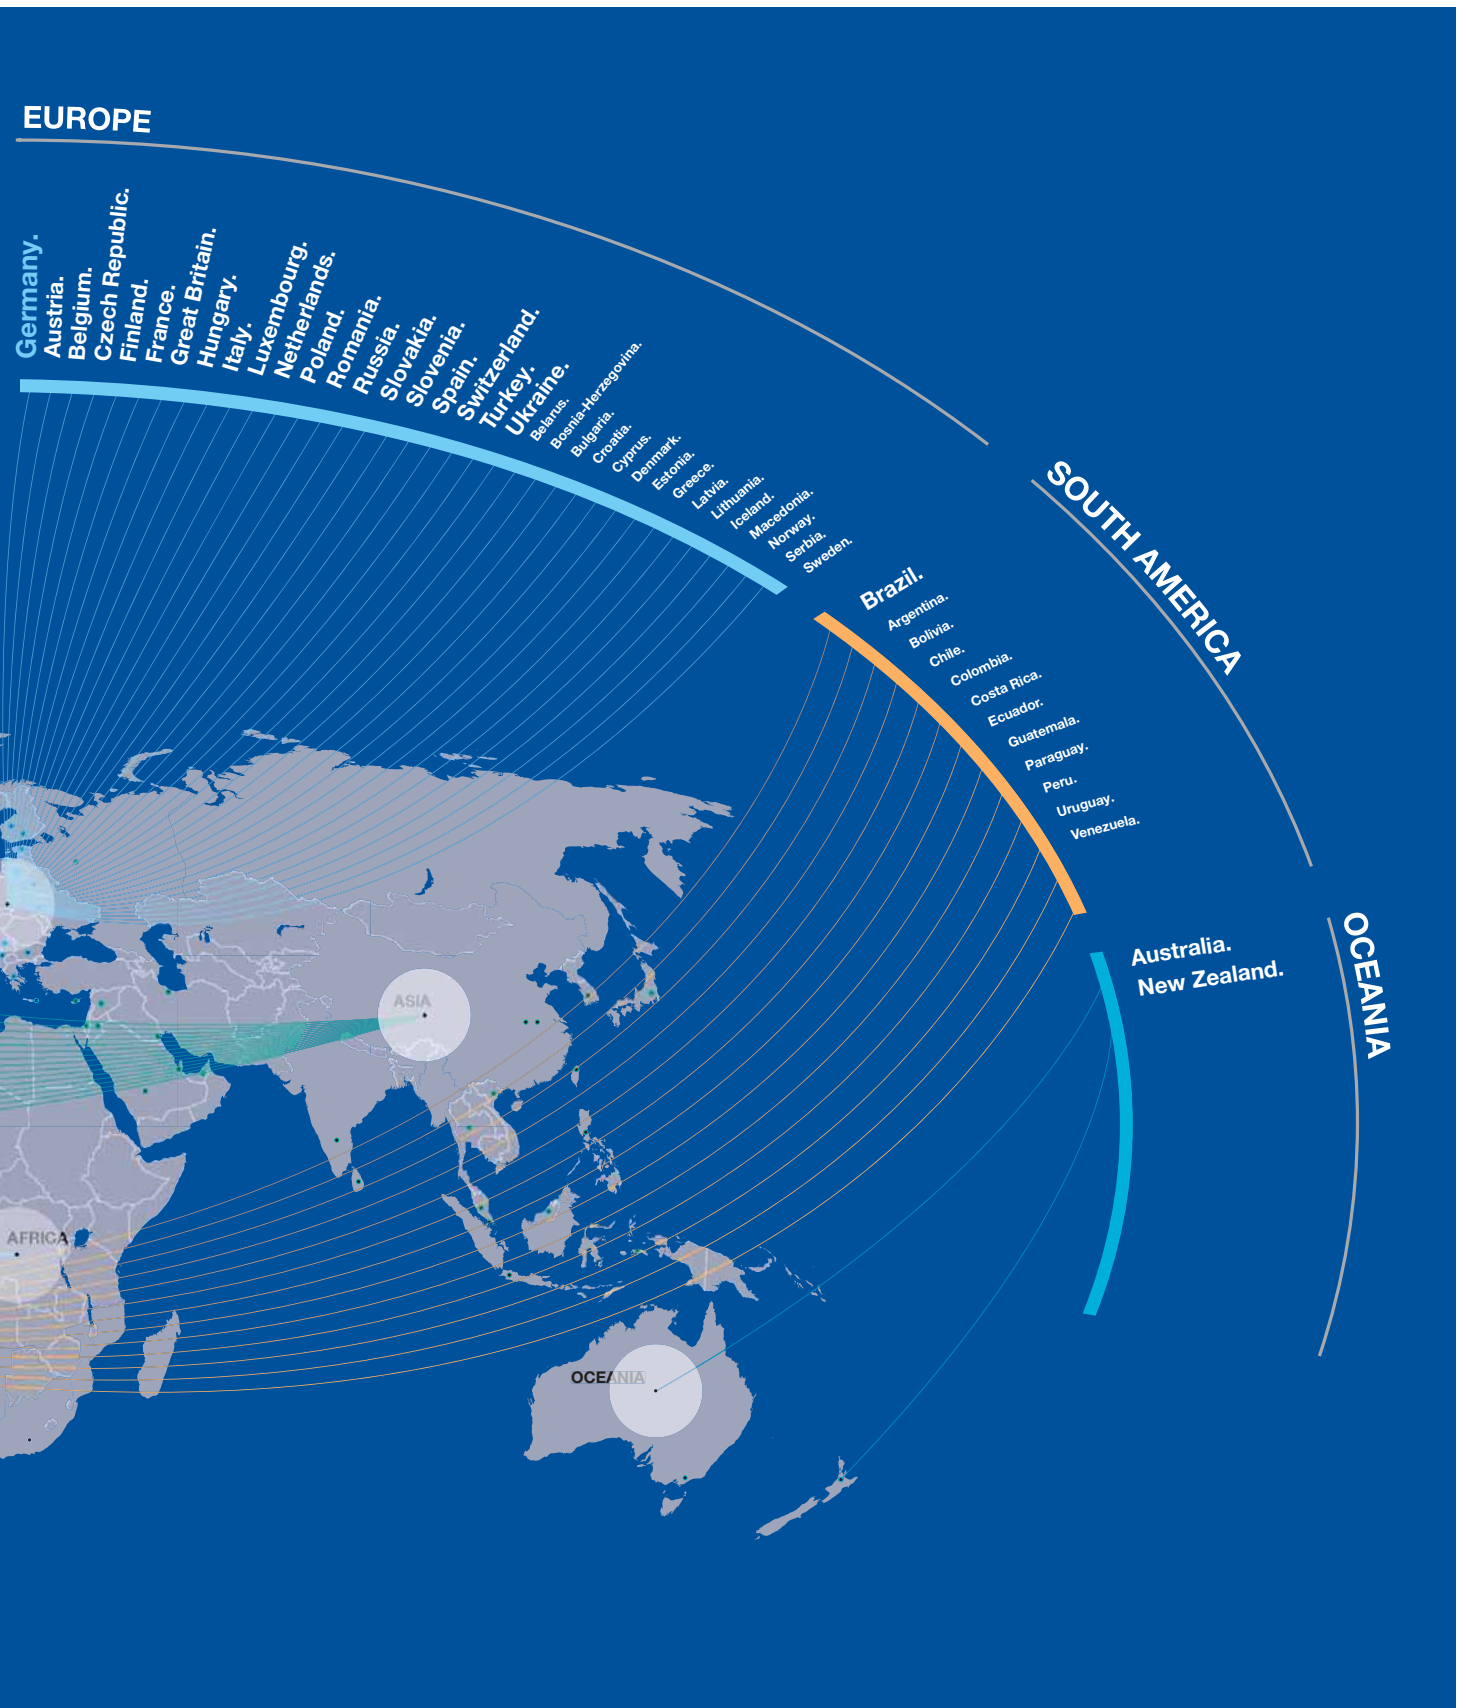 EUROPE
Germany.
Austria.
Belgium.
Czech Republic.
Finland.
France.
Great Britain.
Hungary.
Italy.
Luxembourg.
Netherlands.
Poland.
Romania.
Russia.
Slovakia.
Slovenia.
Spain.
Switzerland.
Turkey.
Ukraine.
Belarus.
Bosnia-Herzegovina.
Bulgaria.
Croatia.
Cyprus.
Denmark.
Estonia.
Greece.
Latvia.
Lithuania.
Iceland.
Macedonia.
Norway.
Serbia.
Sweden.
SOUTH AMERICA
Brazil.
Argentina.
Bolivia.
Chile.
Colombia.
Costa Rica.
Ecuador.
Guatemala.
Paraguay.
Peru.
Uruguay.
Venezuela.
OCEANIA
Australia.
New Zealand.
ASIA
AFRICA
OCEANIA